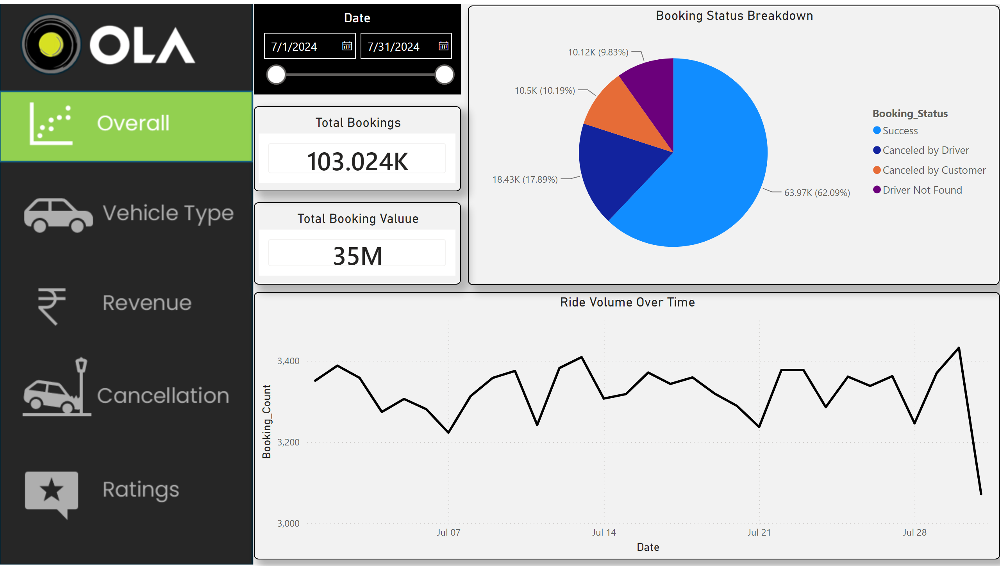 OLA
Overall
Vehicle Type
Revenue
Cancellation
Ratings
Date
7/1/2024
7/31/2024
Total Bookings
103.024K
Total Booking Valuue
35M
Booking Status Breakdown
10.12K (9.83%)
10.5K (10.19%)
18.43K (17.89%)
63.97K (62.09%)
Booking_Status
Success
Canceled by Driver
Canceled by Customer
Driver Not Found
Ride Volume Over Time
Booking_Count
3,400
3,200
3,000
Jul 07
Jul 14
Jul 21
Jul 28
Date